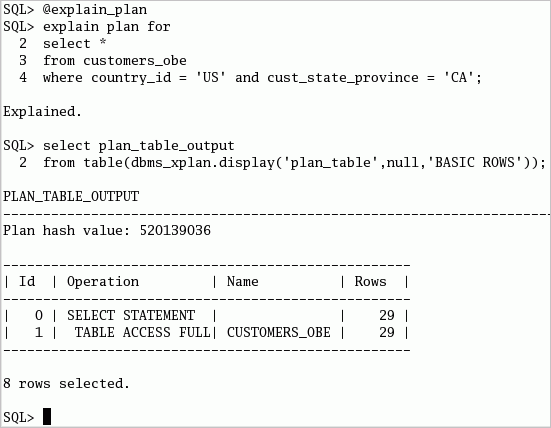 SQL> @explain_plan
SQL> explain plan for
  2  select *
  3  from customers_obe
  4  where country_id = 'US' and cust_state_province = 'CA';

Explained.

SQL> select plan_table_output
  2  from table(dbms_xplan.display('plan_table',null,'BASIC ROWS'));

PLAN_TABLE_OUTPUT
--------------------------------------------------------------------
Plan hash value: 520139036

---------------------------------------------------
| Id  | Operation         | Name          | Rows  |
---------------------------------------------------
|   0 | SELECT STATEMENT  |               |    29 |
|   1 |  TABLE ACCESS FULL| CUSTOMERS_OBE |    29 |
---------------------------------------------------

8 rows selected.

SQL>